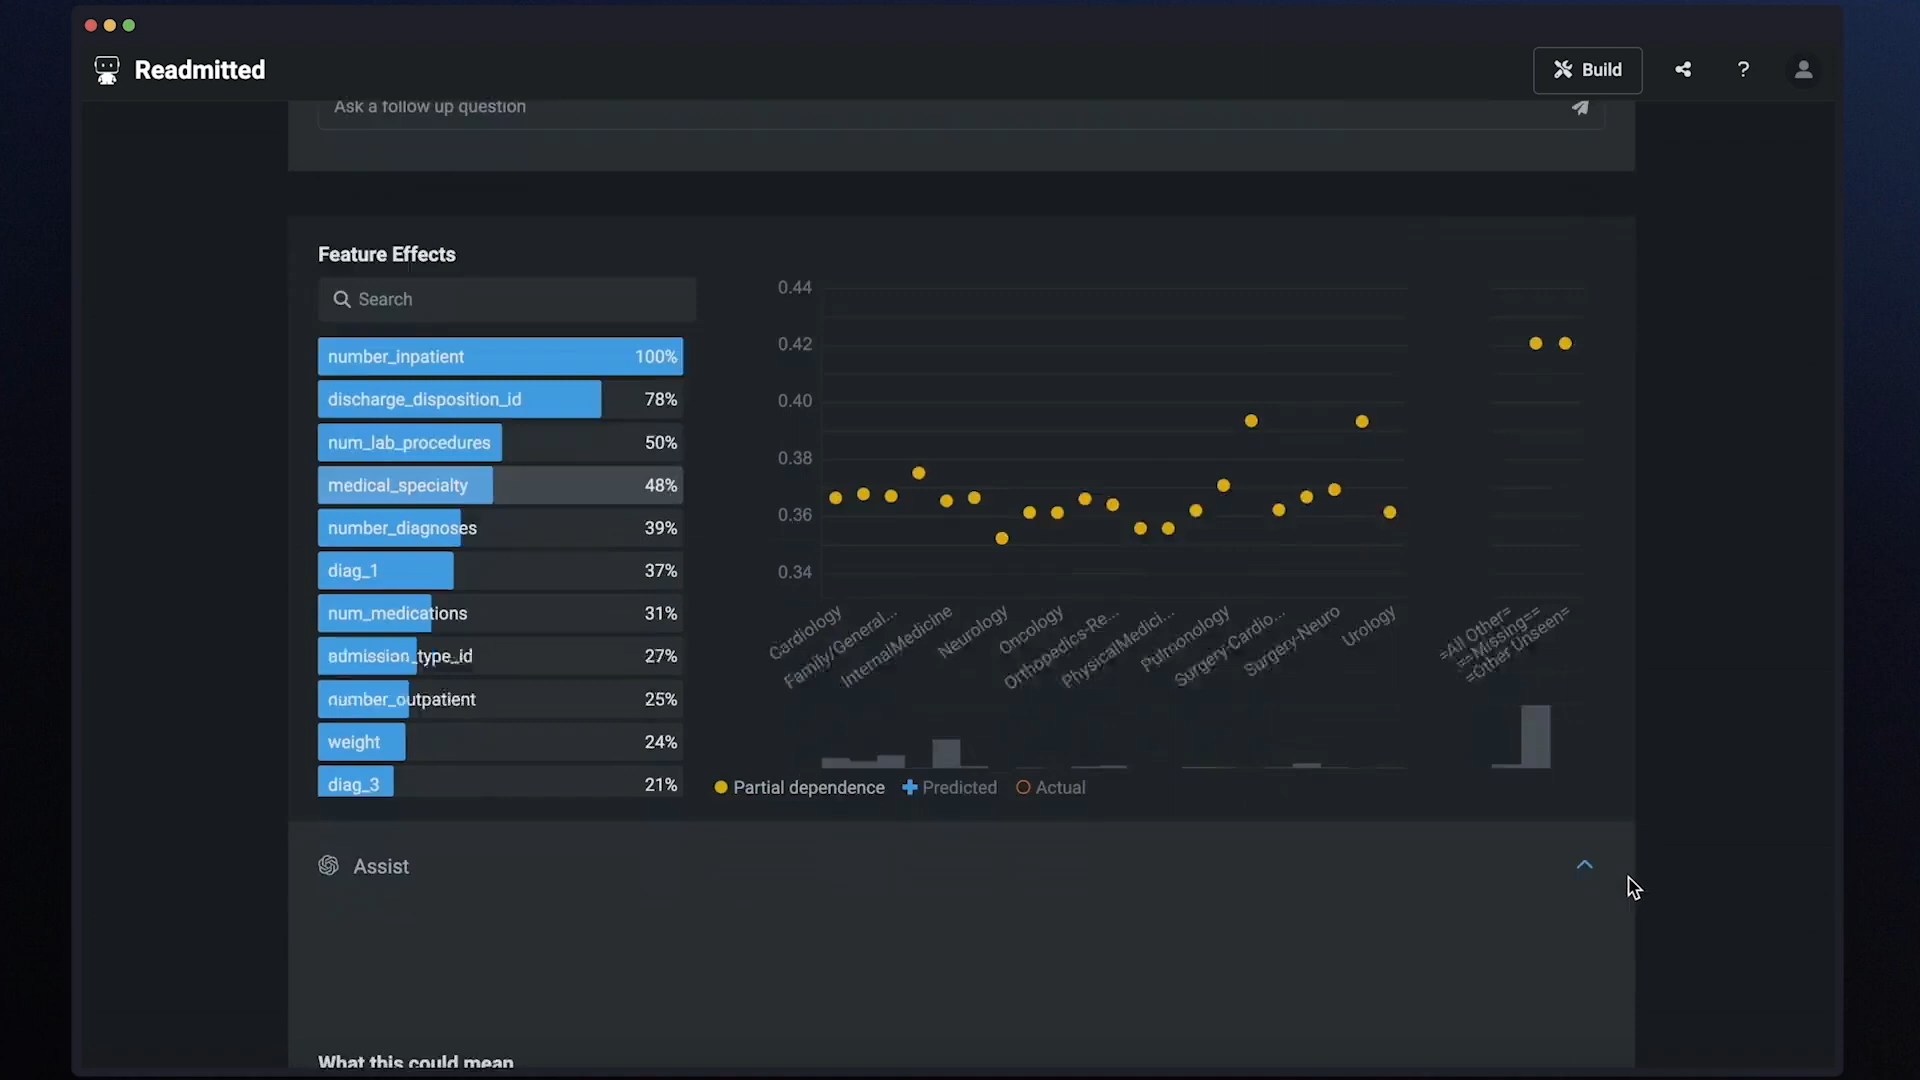 Readmitted
Build
?
Ask a follow up question
Feature Effects
Search
number_inpatient 100%
discharge_disposition_id 78%
num_lab_procedures 50%
medical_specialty 48%
number_diagnoses 39%
diag_1 37%
num_medications 31%
admission_type_id 27%
number_outpatient 25%
weight 24%
diag_3 21%
0.44
0.42
0.40
0.38
0.36
0.34
Cardiology
Family/General...
InternalMedicine
Neurology
Oncology
Orthopedics-Re...
PhysicalMedici...
Pulmonology
Surgery-Cardio...
Surgery-Neuro
Urology
=All Other=
==Missing==
=Other Unseen=
Partial dependence
Predicted
Actual
Assist
What this could mean